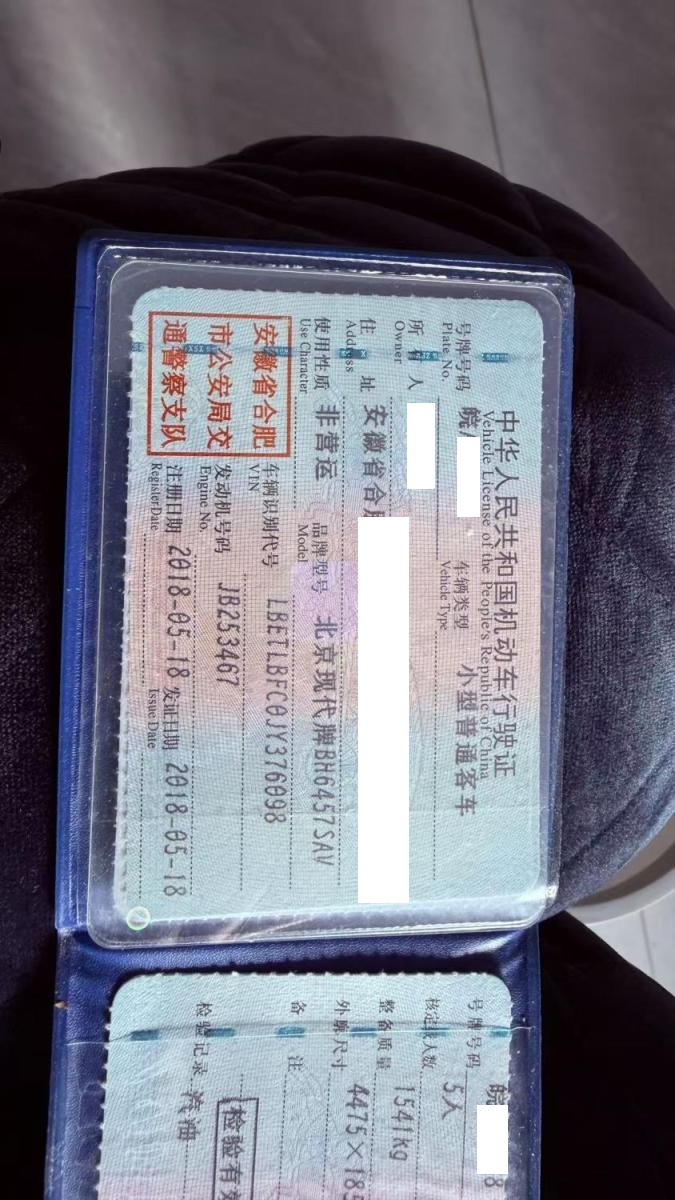 中华人民共和国机动车行驶证
Vehicle License of the People's Republic of China
号牌号码 皖 车辆类型 小型普通客车
Plate No. Vehicle Type
所 人
Owner
住 址 安徽省合
Address
使用性质 非营运 品牌型号 北京现代牌BH6457SAV
Use Character Model
安徽省合肥
市公安局交
通警察支队
车辆识别代号 LBETLBFC0JY376098
VIN
发动机号码 JB253467
Engine No.
注册日期 2018-05-18 发证日期 2018-05-18
Register Date Issue Date
号牌号码 皖 8
核定 人数 5人
整备质量 1541kg
外廓尺寸 4475×185
备 注
检验有
检验记录 汽油